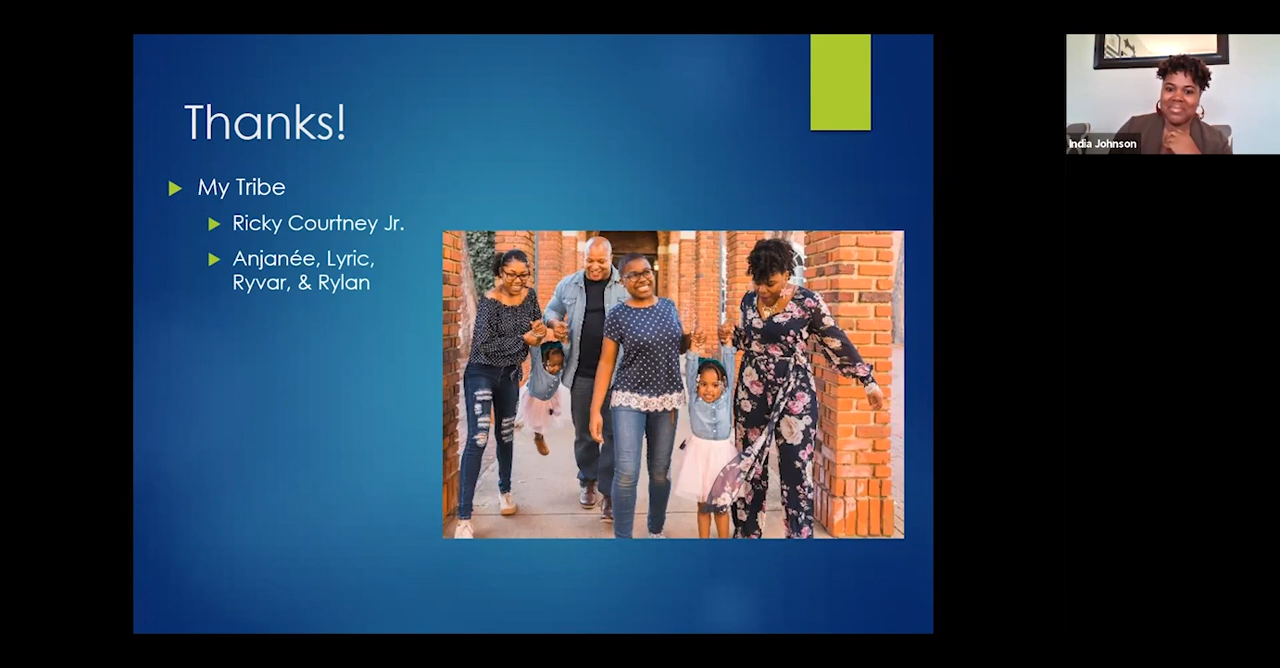 Thanks!
My Tribe
Ricky Courtney Jr.
Anjanée, Lyric,
Ryvar, & Rylan
India Johnson